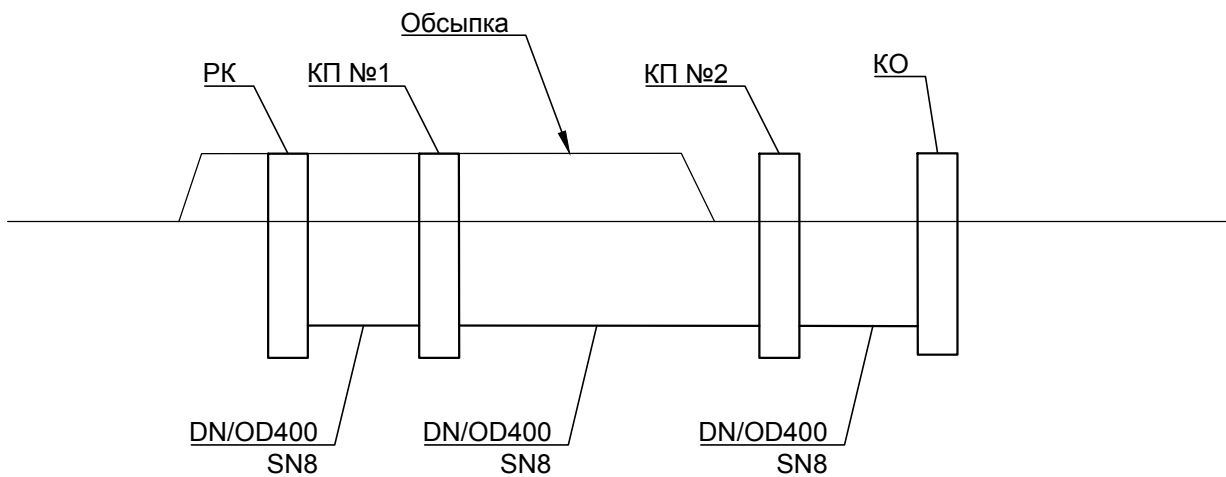 Обсыпка
РК
КП №1
КП №2
КО
DN/OD400
SN8
DN/OD400
SN8
DN/OD400
SN8